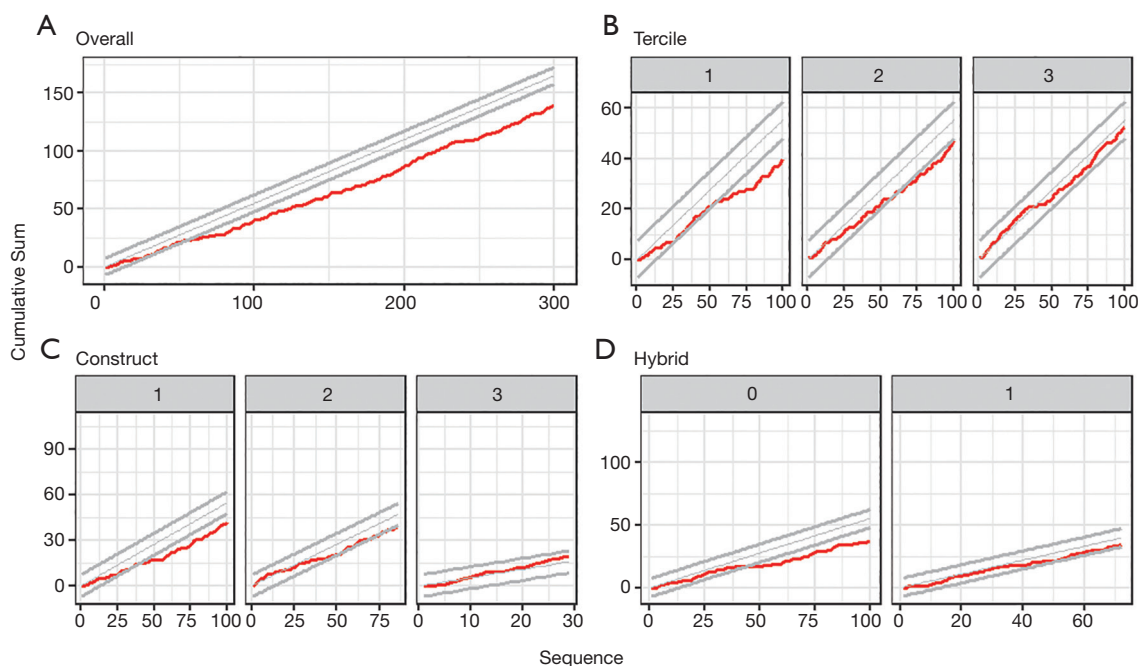 A
Overall
150
100
50
0
0 100 200 300
B
Tercile
1 2 3
60
40
20
0
0 25 50 75 100 0 25 50 75 100 0 25 50 75 100
Cumulative Sum
C
Construct
1 2 3
90
60
30
0
0 25 50 75 100 0 25 50 75 0 10 20 30
D
Hybrid
0 1
100
50
0
0 25 50 75 100 0 20 40 60
Sequence